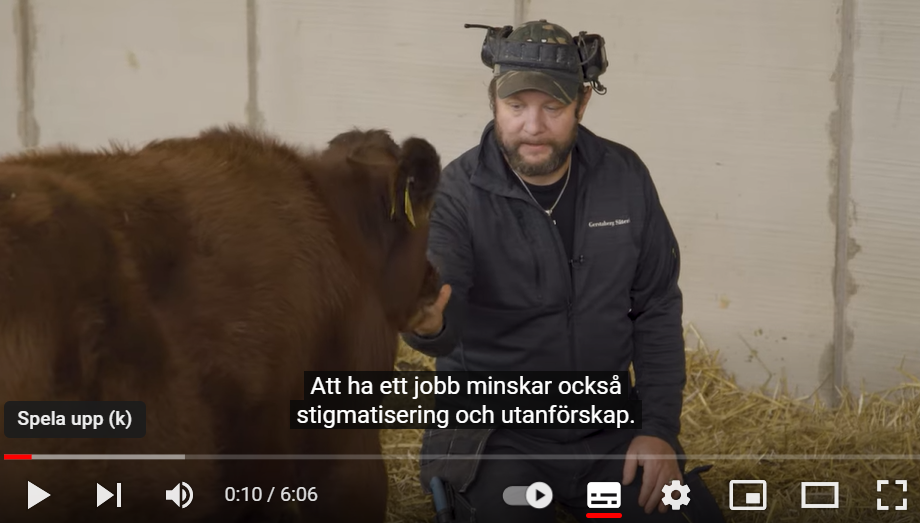 Att ha ett jobb minskar också
stigmatisering och utanförskap.
Spela upp (k)
0:10 / 6:06